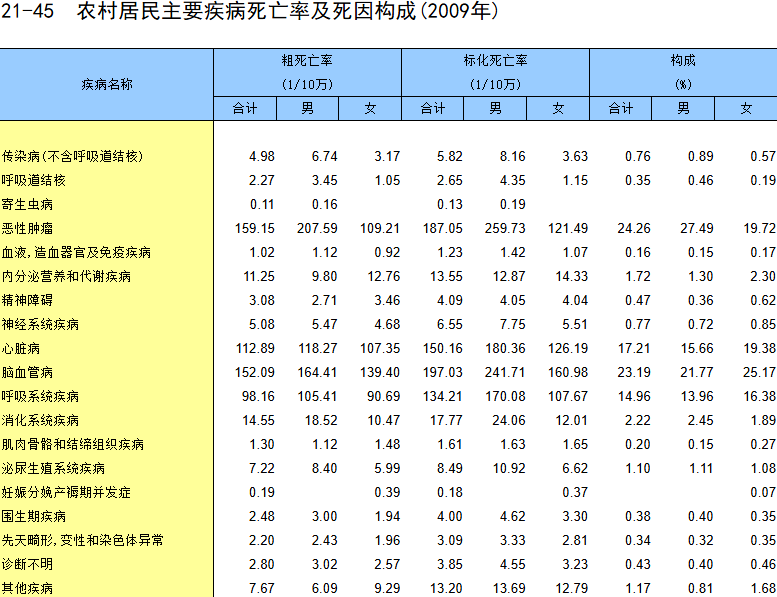 21-45 农村居民主要疾病死亡率及死因构成(2009年)
疾病名称 粗死亡率 (1/10万) 标化死亡率 (1/10万) 构成 (%)
合计 男 女 合计 男 女 合计 男 女
传染病(不含呼吸道结核) 4.98 6.74 3.17 5.82 8.16 3.63 0.76 0.89 0.57
呼吸道结核 2.27 3.45 1.05 2.65 4.35 1.15 0.35 0.46 0.19
寄生虫病 0.11 0.16 0.13 0.19
恶性肿瘤 159.15 207.59 109.21 187.05 259.73 121.49 24.26 27.49 19.72
血液,造血器官及免疫疾病 1.02 1.12 0.92 1.23 1.42 1.07 0.16 0.15 0.17
内分泌营养和代谢疾病 11.25 9.80 12.76 13.55 12.87 14.33 1.72 1.30 2.30
精神障碍 3.08 2.71 3.46 4.09 4.05 4.04 0.47 0.36 0.62
神经系统疾病 5.08 5.47 4.68 6.55 7.75 5.51 0.77 0.72 0.85
心脏病 112.89 118.27 107.35 150.16 180.36 126.19 17.21 15.66 19.38
脑血管病 152.09 164.41 139.40 197.03 241.71 160.98 23.19 21.77 25.17
呼吸系统疾病 98.16 105.41 90.69 134.21 170.08 107.67 14.96 13.96 16.38
消化系统疾病 14.55 18.52 10.47 17.77 24.06 12.01 2.22 2.45 1.89
肌肉骨骼和结缔组织疾病 1.30 1.12 1.48 1.61 1.63 1.65 0.20 0.15 0.27
泌尿生殖系统疾病 7.22 8.40 5.99 8.49 10.92 6.62 1.10 1.11 1.08
妊娠分娩产褥期并发症 0.19 0.39 0.18 0.37 0.07
围生期疾病 2.48 3.00 1.94 4.00 4.62 3.30 0.38 0.40 0.35
先天畸形,变性和染色体异常 2.20 2.43 1.96 3.09 3.33 2.81 0.34 0.32 0.35
诊断不明 2.80 3.02 2.57 3.85 4.55 3.23 0.43 0.40 0.46
其他疾病 7.67 6.09 9.29 13.20 13.69 12.79 1.17 0.81 1.68